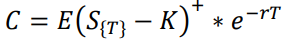 C = E(S_{T} − K)^+ * e^{−rT}